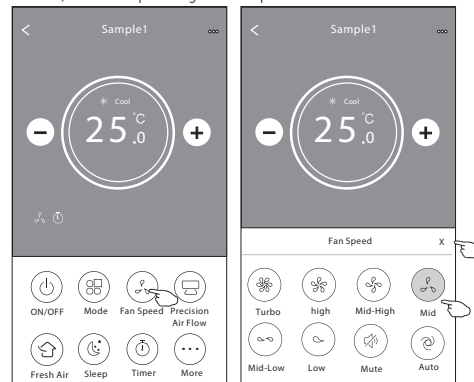 Sample1
Cool
25.0°C
ON/OFF Mode Fan Speed Precision Air Flow
Fresh Air Sleep Timer More
Sample1
Cool
25.0°C
Fan Speed X
Turbo high Mid-High Mid
Mid-Low Low Mute Auto